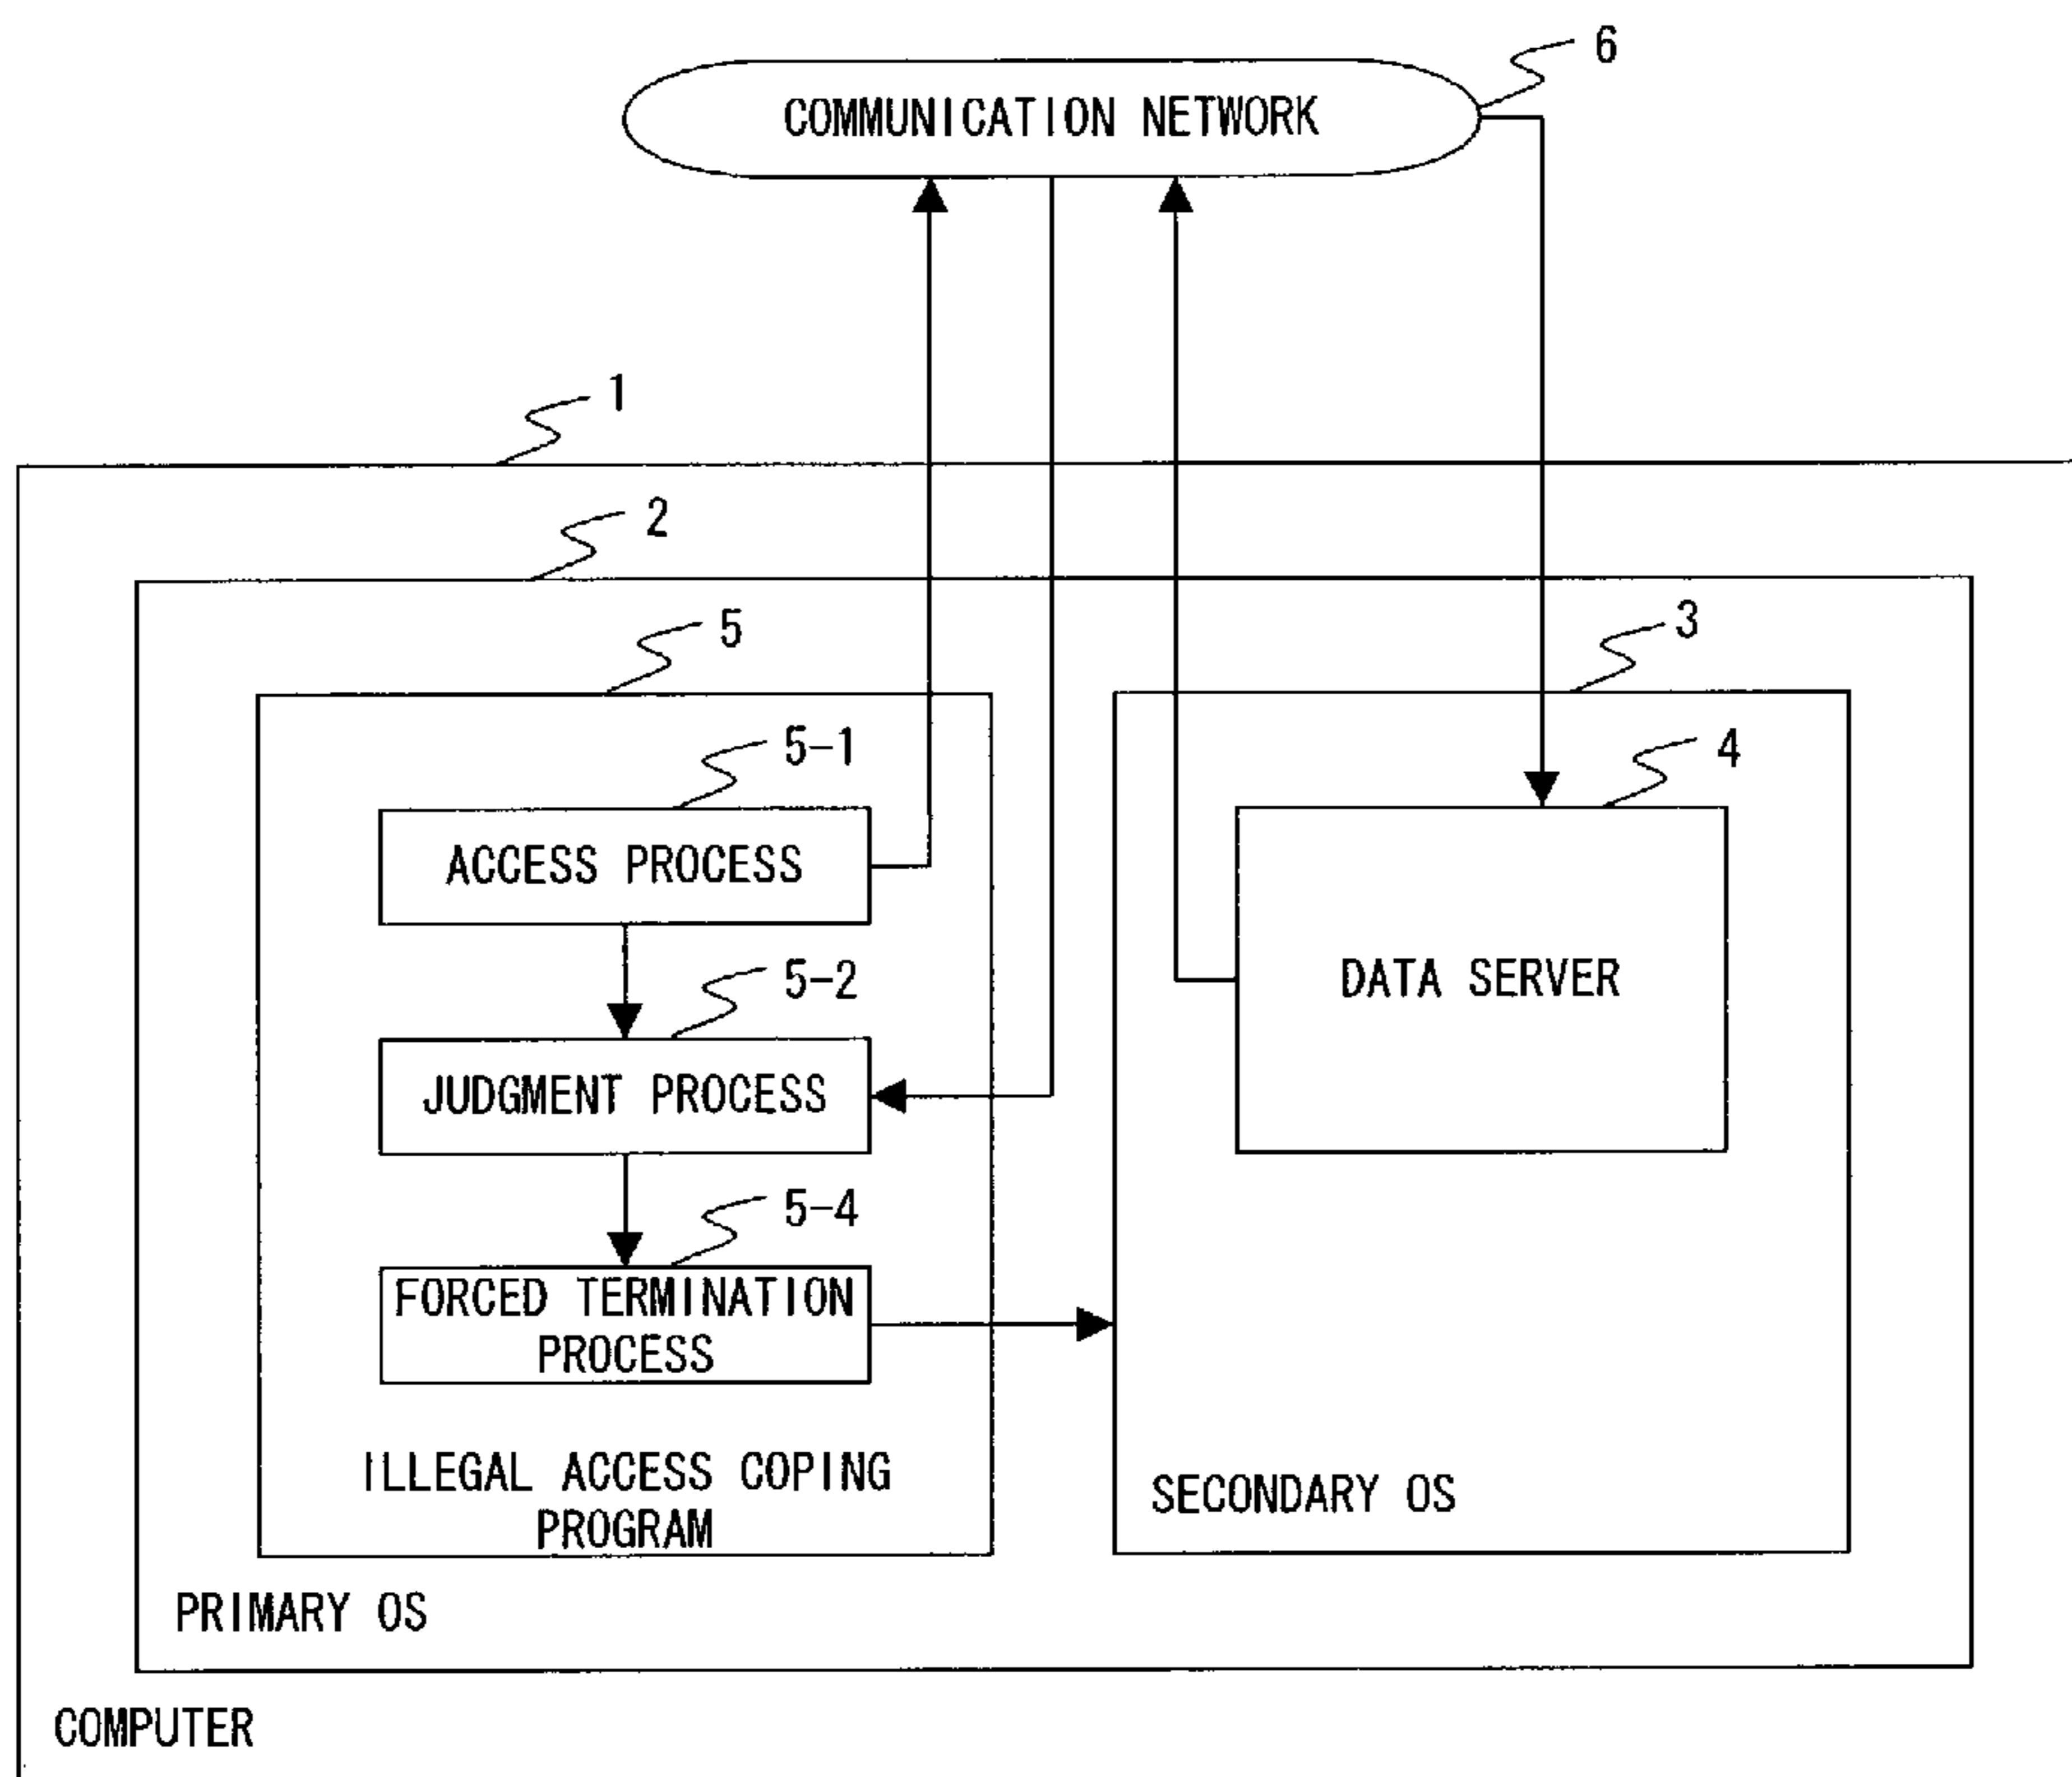 6
COMMUNICATION NETWORK
1
2
5
3
5-1
4
ACCESS PROCESS
5-2
DATA SERVER
JUDGMENT PROCESS
5-4
FORCED TERMINATION
PROCESS
ILLEGAL ACCESS COPING
PROGRAM
SECONDARY OS
PRIMARY OS
COMPUTER